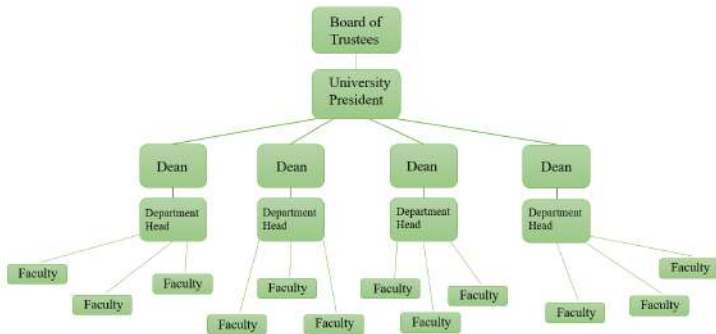 Board of
Trustees
University
President
Dean
Dean
Dean
Dean
Department
Head
Department
Head
Department
Head
Department
Head
Faculty
Faculty
Faculty
Faculty
Faculty
Faculty
Faculty
Faculty
Faculty
Faculty
Faculty
Faculty